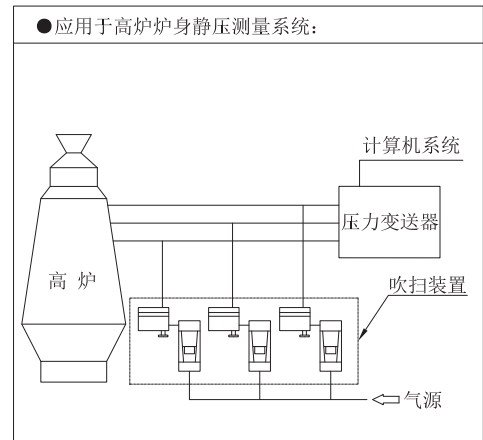 ●应用于高炉炉身静压测量系统:
计算机系统
压力变送器
高 炉
吹扫装置
气源